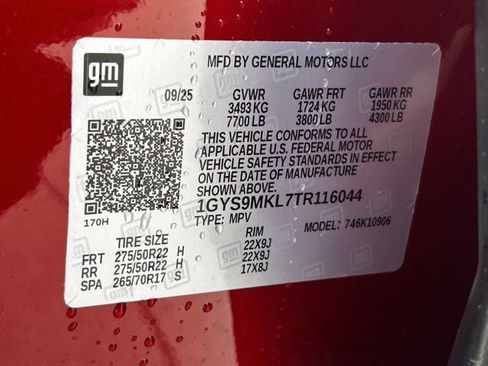 gm
MFD BY GENERAL MOTORS LLC
09/25 GVWR GAWR FRT GAWR RR
3493 KG 1724 KG 1950 KG
7700 LB 3800 LB 4300 LB
THIS VEHICLE CONFORMS TO ALL
APPLICABLE U.S. FEDERAL MOTOR
VEHICLE SAFETY STANDARDS IN EFFECT
ON THE DATE OF MANUFACTURE
SHOWN ABOVE.
170H 1GYS9MKL7TR116044
TYPE: MPV MODEL: 746K10906
TIRE SIZE RIM
FRT 275/50R22 H 22X9J
RR 275/50R22 H 22X9J
SPA 265/70R17 S 17X8J